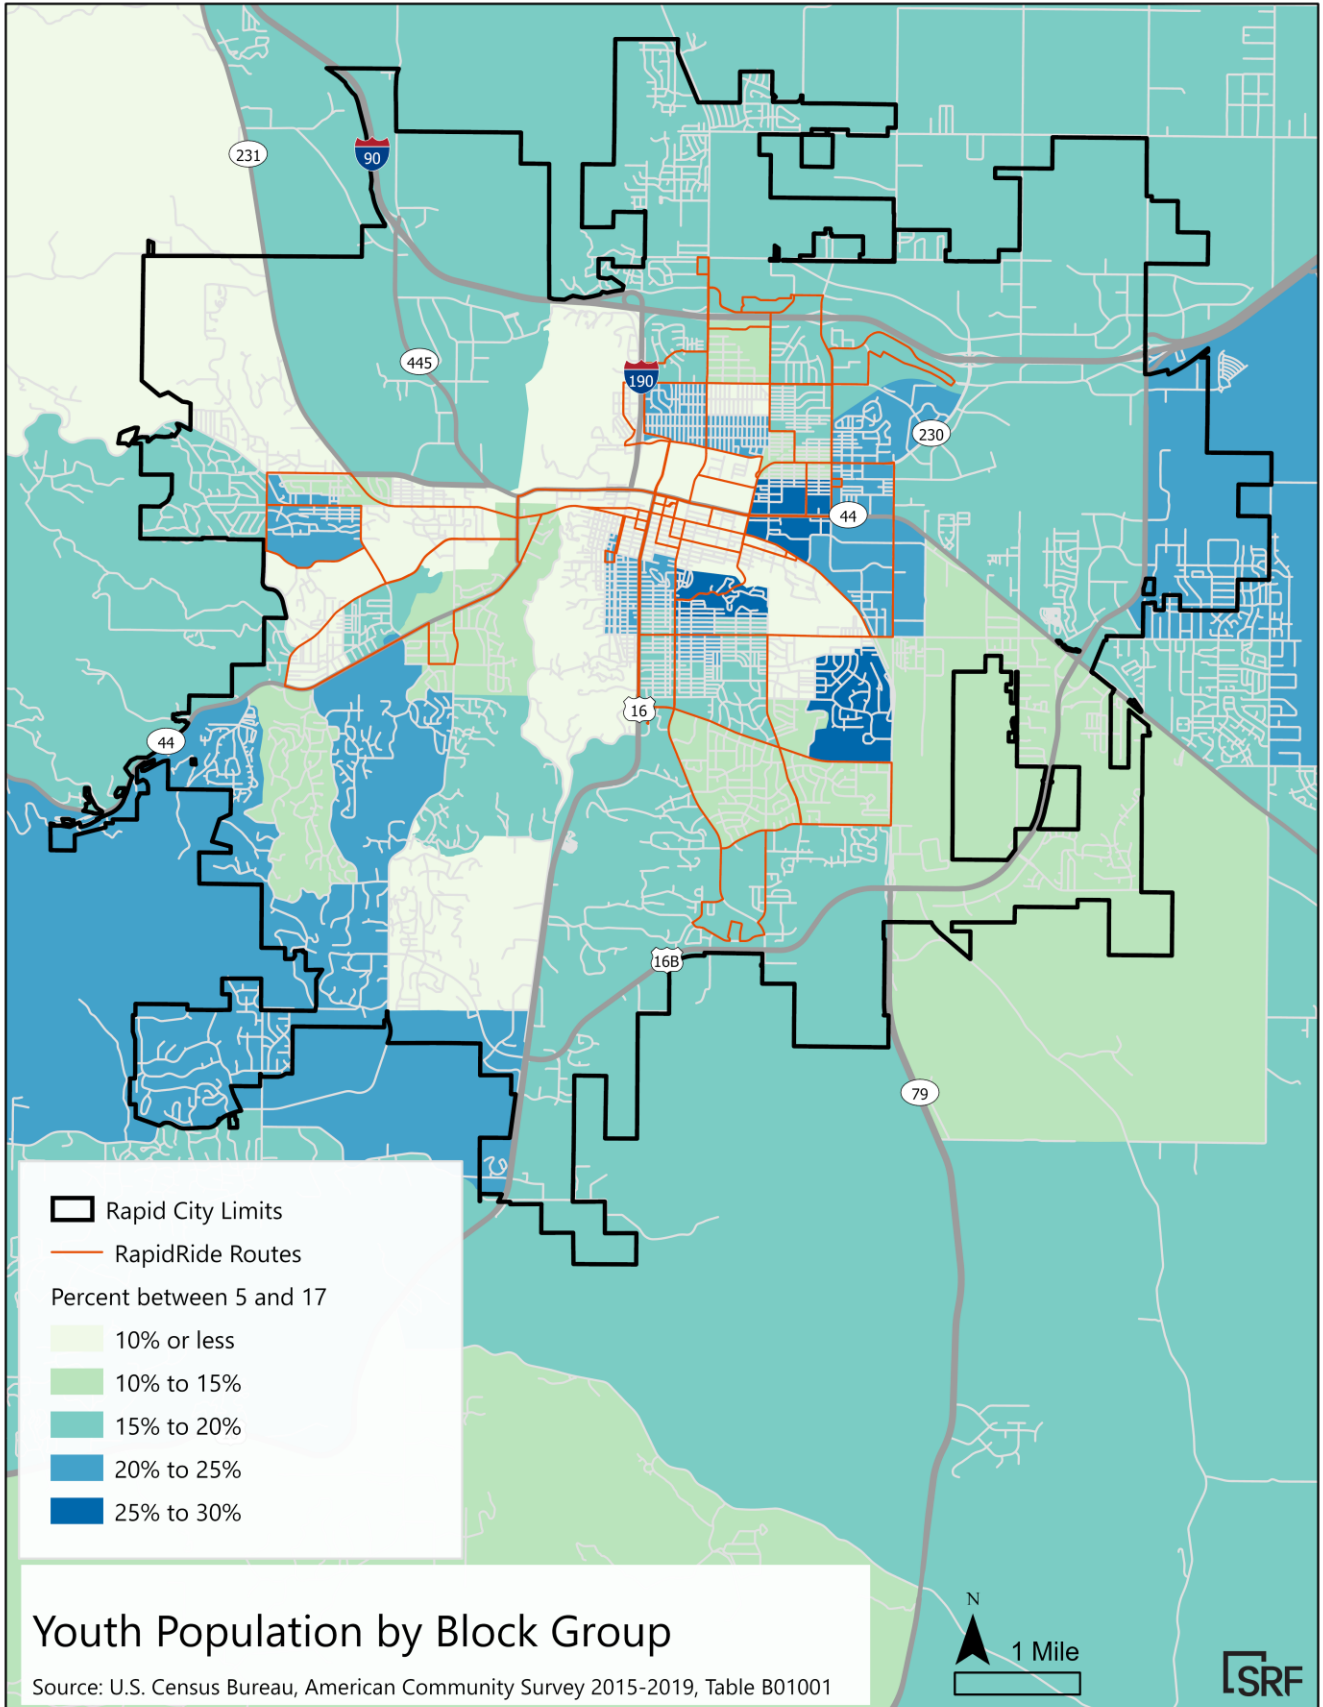 231
90
445
190
230
44
16
44
16B
79
Rapid City Limits
RapidRide Routes
Percent between 5 and 17
10% or less
10% to 15%
15% to 20%
20% to 25%
25% to 30%
Youth Population by Block Group
Source: U.S. Census Bureau, American Community Survey 2015-2019, Table B01001
N
1 Mile
SRF